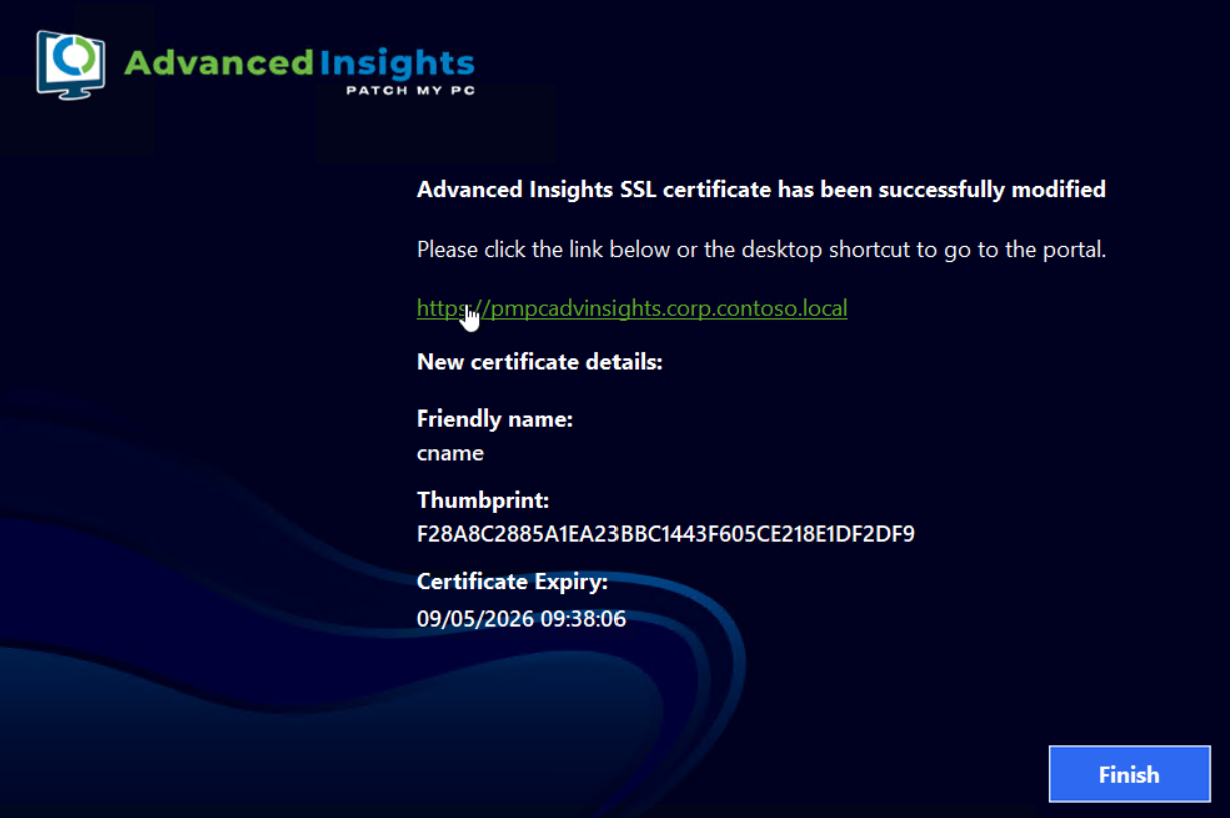 AdvancedInsights
PATCH MY PC
Advanced Insights SSL certificate has been successfully modified
Please click the link below or the desktop shortcut to go to the portal.
https://pmpcadvinsights.corp.contoso.local
New certificate details:
Friendly name:
cname
Thumbprint:
F28A8C2885A1EA23BBC1443F605CE218E1DF2DF9
Certificate Expiry:
09/05/2026 09:38:06
Finish